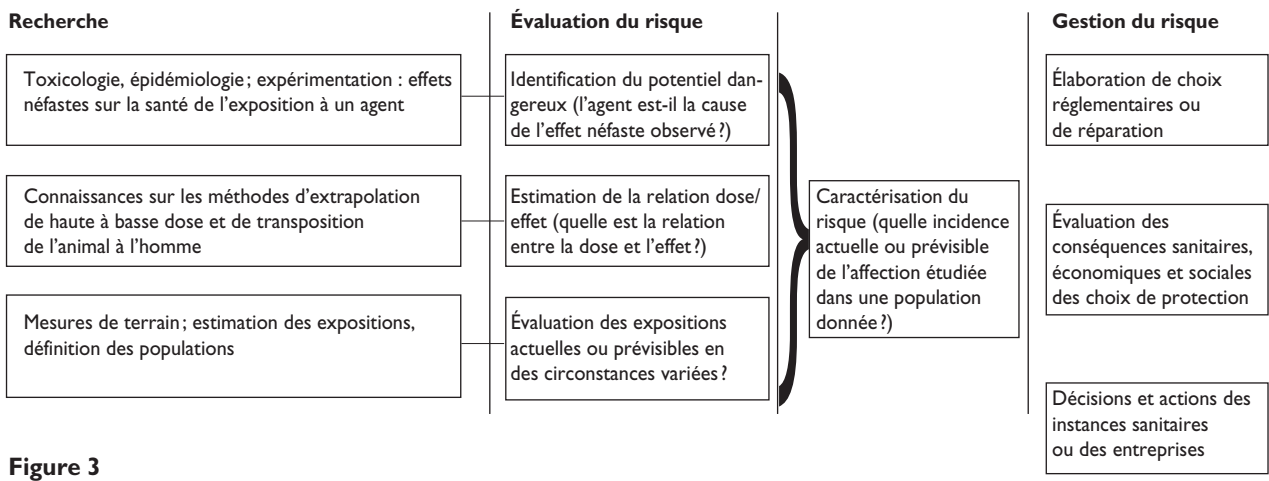 Recherche
Évaluation du risque
Gestion du risque
Toxicologie, épidémiologie ; expérimentation : effets
néfastes sur la santé de l'exposition à un agent
Identification du potentiel dan-
gereux (l'agent est-il la cause
de l'effet néfaste observé ?)
Élaboration de choix
réglementaires ou
de réparation
Connaissances sur les méthodes d'extrapolation
de haute à basse dose et de transposition
de l'animal à l'homme
Estimation de la relation dose/
effet (quelle est la relation
entre la dose et l'effet ?)
Caractérisation du
risque (quelle incidence
actuelle ou prévisible
de l'affection étudiée
dans une population
donnée ?)
Évaluation des
conséquences sanitaires,
économiques et sociales
des choix de protection
Mesures de terrain ; estimation des expositions,
définition des populations
Évaluation des expositions
actuelles ou prévisibles en
des circonstances variées ?
Décisions et actions des
instances sanitaires
ou des entreprises
Figure 3